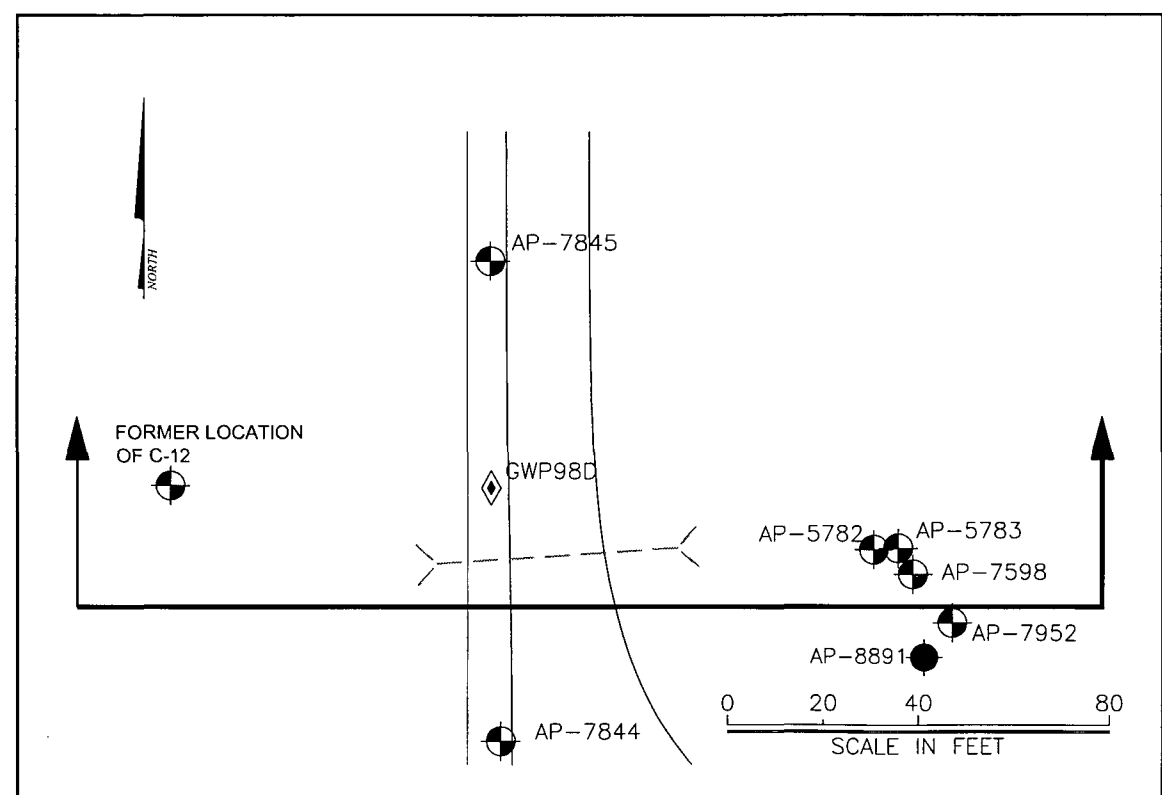 AP-7845
NORTH
FORMER LOCATION
OF C-12
GWP98D
AP-5782
AP-5783
AP-7598
AP-7952
AP-8891
0 20 40 80
SCALE IN FEET
AP-7844